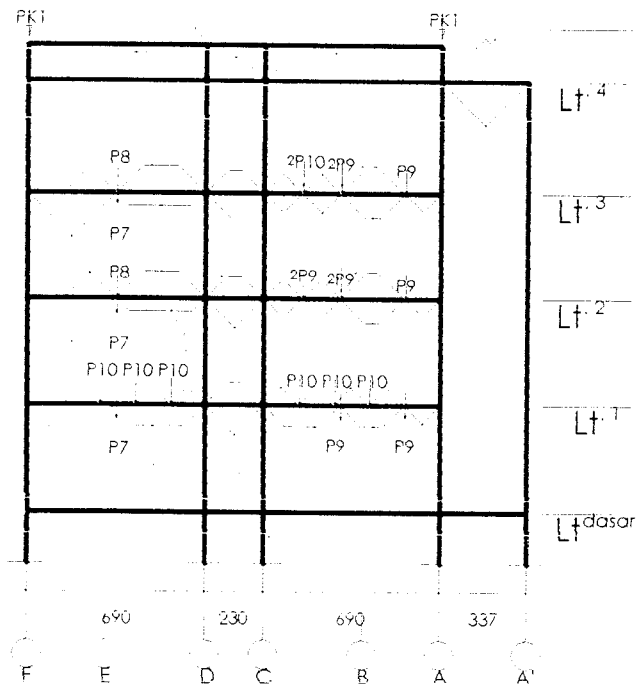 PK1 PK1
Lt.4
P8 2P10 2P9 P9
Lt.3
P7
P8 2P9 2P9 P9
Lt.2
P7
P10 P10 P10 P10 P10 P10
Lt.1
P7 P9 P9
Lt dasar
690 230 690 337
F E D C B A A'